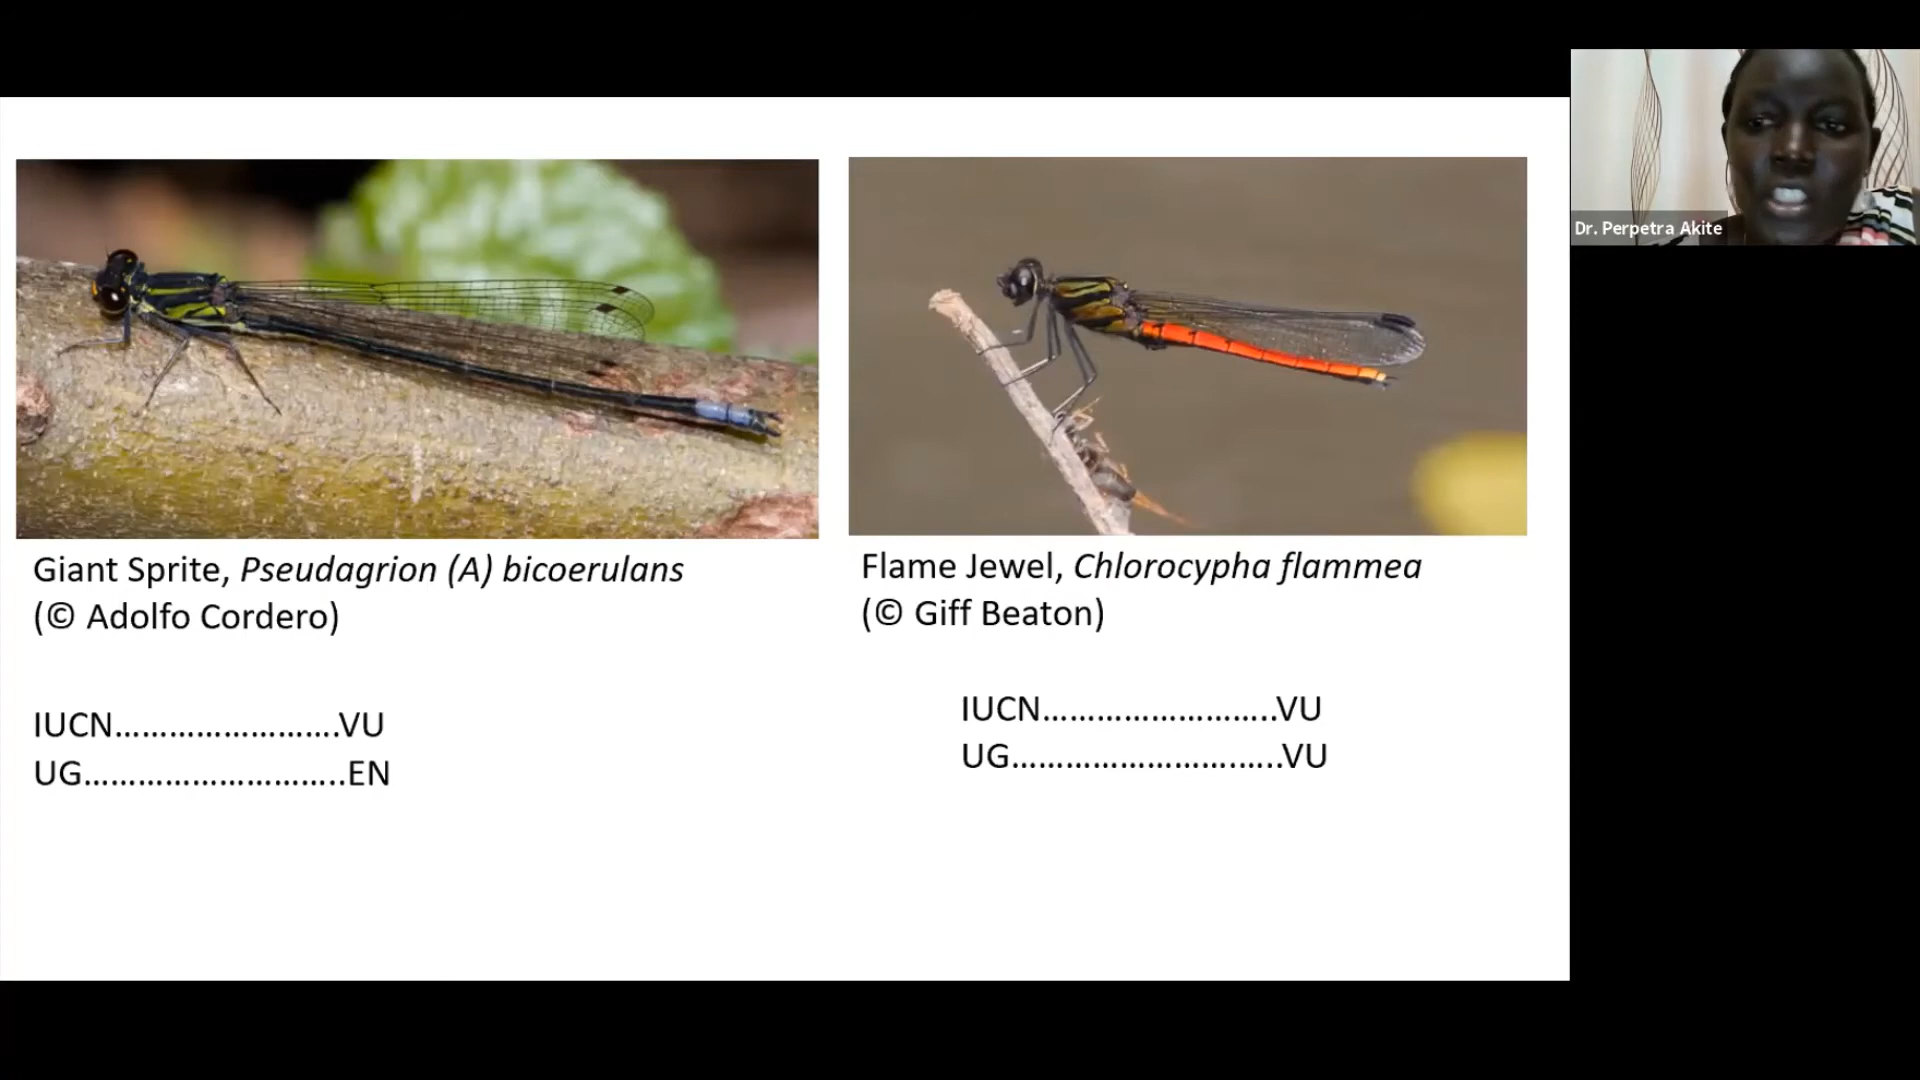 Dr. Perpetra Akite
Giant Sprite, Pseudagrion (A) bicoerulans
(© Adolfo Cordero)
IUCN…………………….VU
UG………………………..EN
Flame Jewel, Chlorocypha flammea
(© Giff Beaton)
IUCN……………………..VU
UG…………………….…..VU